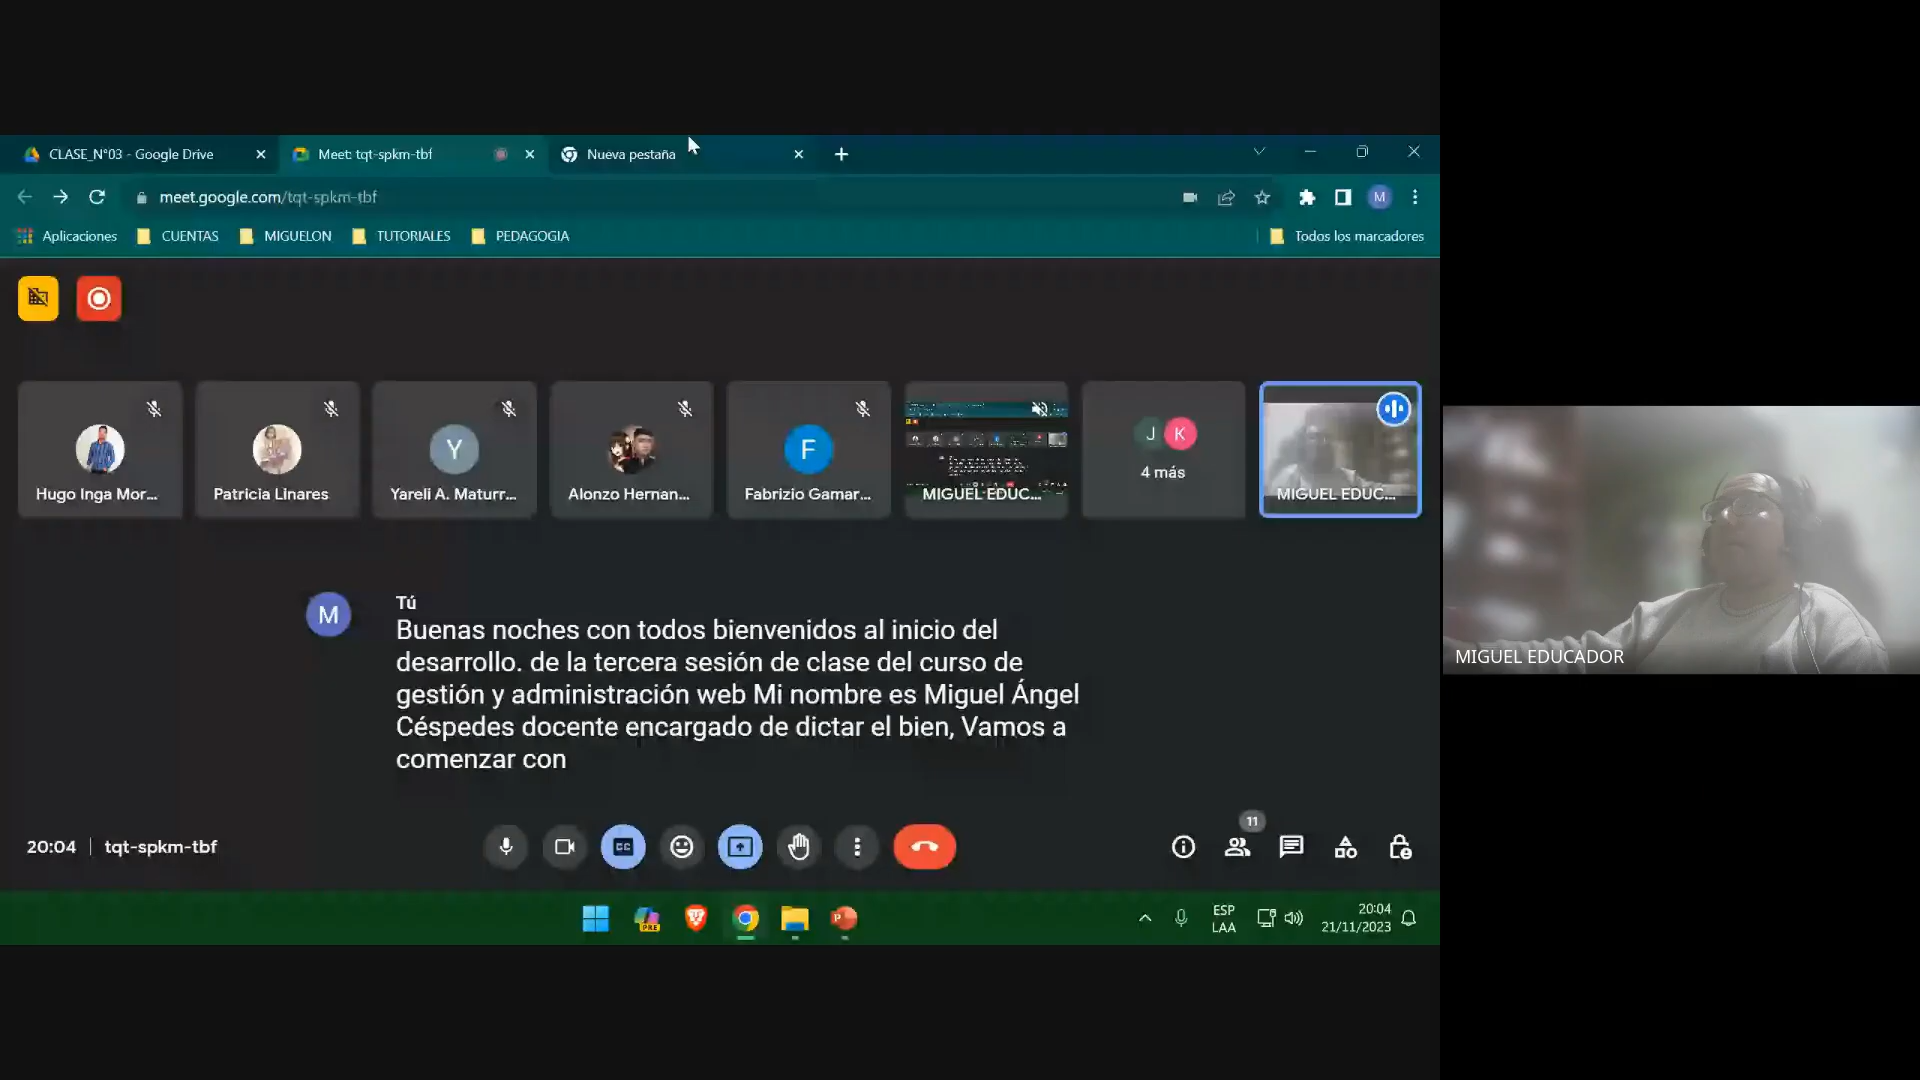 CLASE_N°03 - Google Drive
Meet: tqt-spkm-tbf
Nueva pestaña
meet.google.com/tqt-spkm-tbf
M
Aplicaciones
CUENTAS
MIGUELON
TUTORIALES
PEDAGOGIA
Todos los marcadores
Hugo Inga Mor...
Patricia Linares
Y
Yareli A. Maturr...
Alonzo Hernan...
F
Fabrizio Gamar...
MIGUEL EDUC...
J K
4 más
MIGUEL EDUC...
M
Tú
Buenas noches con todos bienvenidos al inicio del
desarrollo. de la tercera sesión de clase del curso de
gestión y administración web Mi nombre es Miguel Ángel
Céspedes docente encargado de dictar el bien, Vamos a
comenzar con
MIGUEL EDUCADOR
20:04 | tqt-spkm-tbf
CC
11
PRE
P
ESP
LAA
20:04
21/11/2023